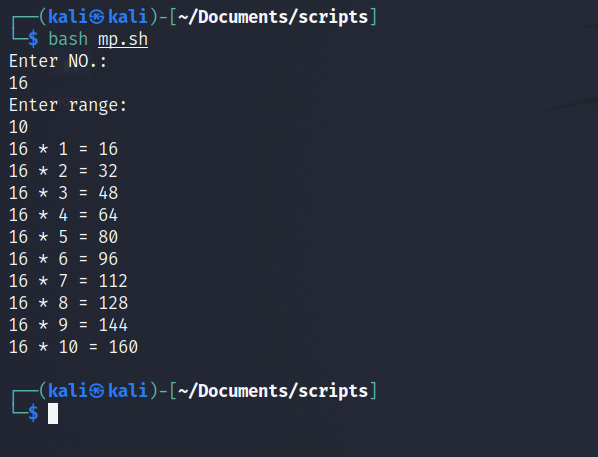 ┌──(kali㉿kali)-[~/Documents/scripts]
└─$ bash mp.sh
Enter NO.:
16
Enter range:
10
16 * 1 = 16
16 * 2 = 32
16 * 3 = 48
16 * 4 = 64
16 * 5 = 80
16 * 6 = 96
16 * 7 = 112
16 * 8 = 128
16 * 9 = 144
16 * 10 = 160
┌──(kali㉿kali)-[~/Documents/scripts]
└─$